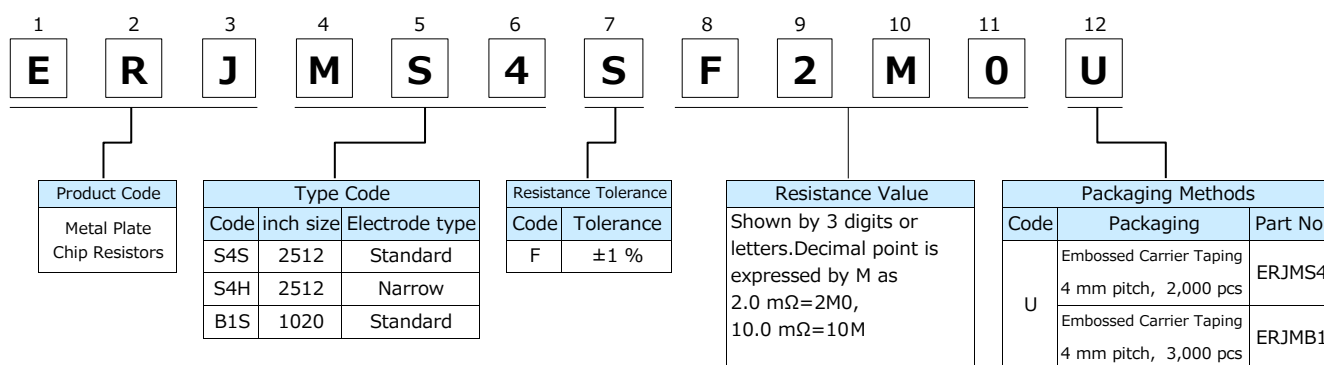 1 2 3 4 5 6 7 8 9 10 11 12
E R J M S 4 S F 2 M 0 U
Product Code
Metal Plate
Chip Resistors
Type Code
Code inch size Electrode type
S4S 2512 Standard
S4H 2512 Narrow
B1S 1020 Standard
Resistance Tolerance
Code Tolerance
F ±1 %
Resistance Value
Shown by 3 digits or
letters.Decimal point is
expressed by M as
2.0 mΩ=2M0,
10.0 mΩ=10M
Packaging Methods
Code Packaging Part No
U
Embossed Carrier Taping
4 mm pitch, 2,000 pcs
ERJMS4
Embossed Carrier Taping
4 mm pitch, 3,000 pcs
ERJMB1